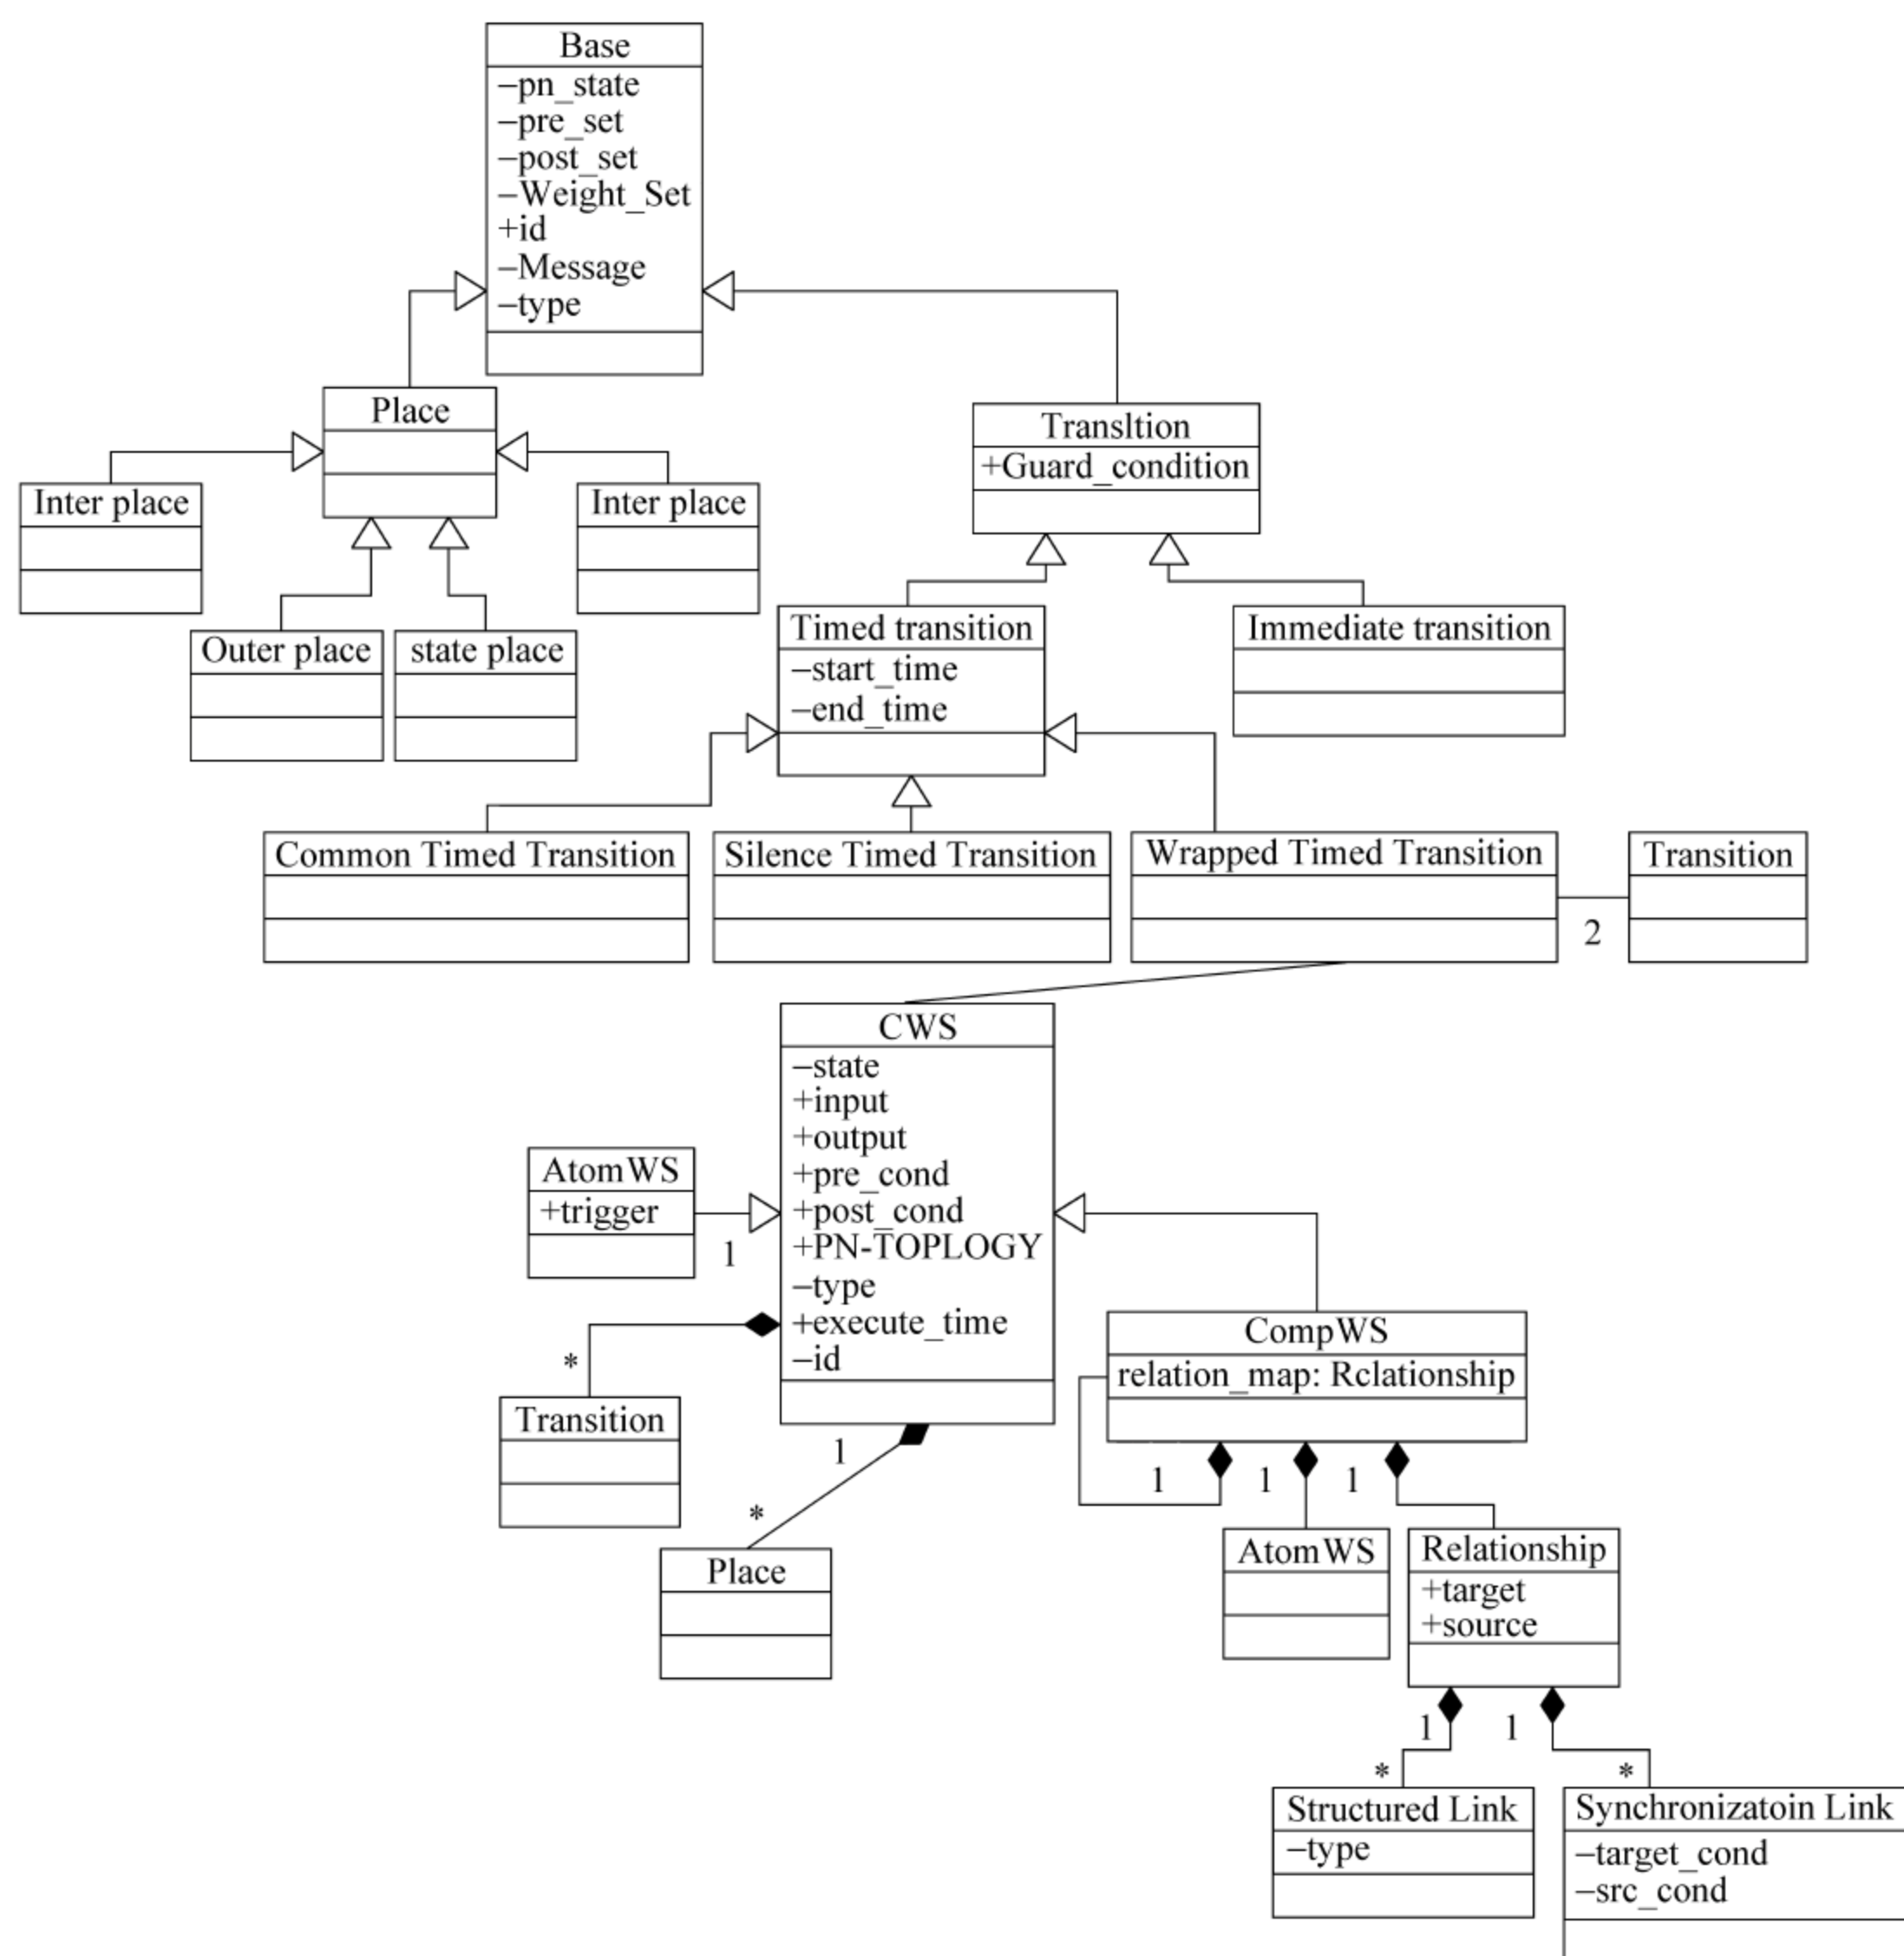 Base
−pn_state
−pre_set
−post_set
−Weight_Set
+id
−Message
−type
Place
Transltion
+Guard_condition
Inter place
Inter place
Outer place
state place
Timed transition
−start_time
−end_time
Immediate transition
Common Timed Transition
Silence Timed Transition
Wrapped Timed Transition
Transition
2
CWS
−state
+input
+output
+pre_cond
+post_cond
+PN-TOPLOGY
−type
+execute_time
−id
AtomWS
+trigger
1
*
Transition
1
*
Place
CompWS
relation_map: Rclationship
1
1
1
AtomWS
Relationship
+target
+source
1
1
*
*
Structured Link
−type
Synchronizatoin Link
−target_cond
−src_cond